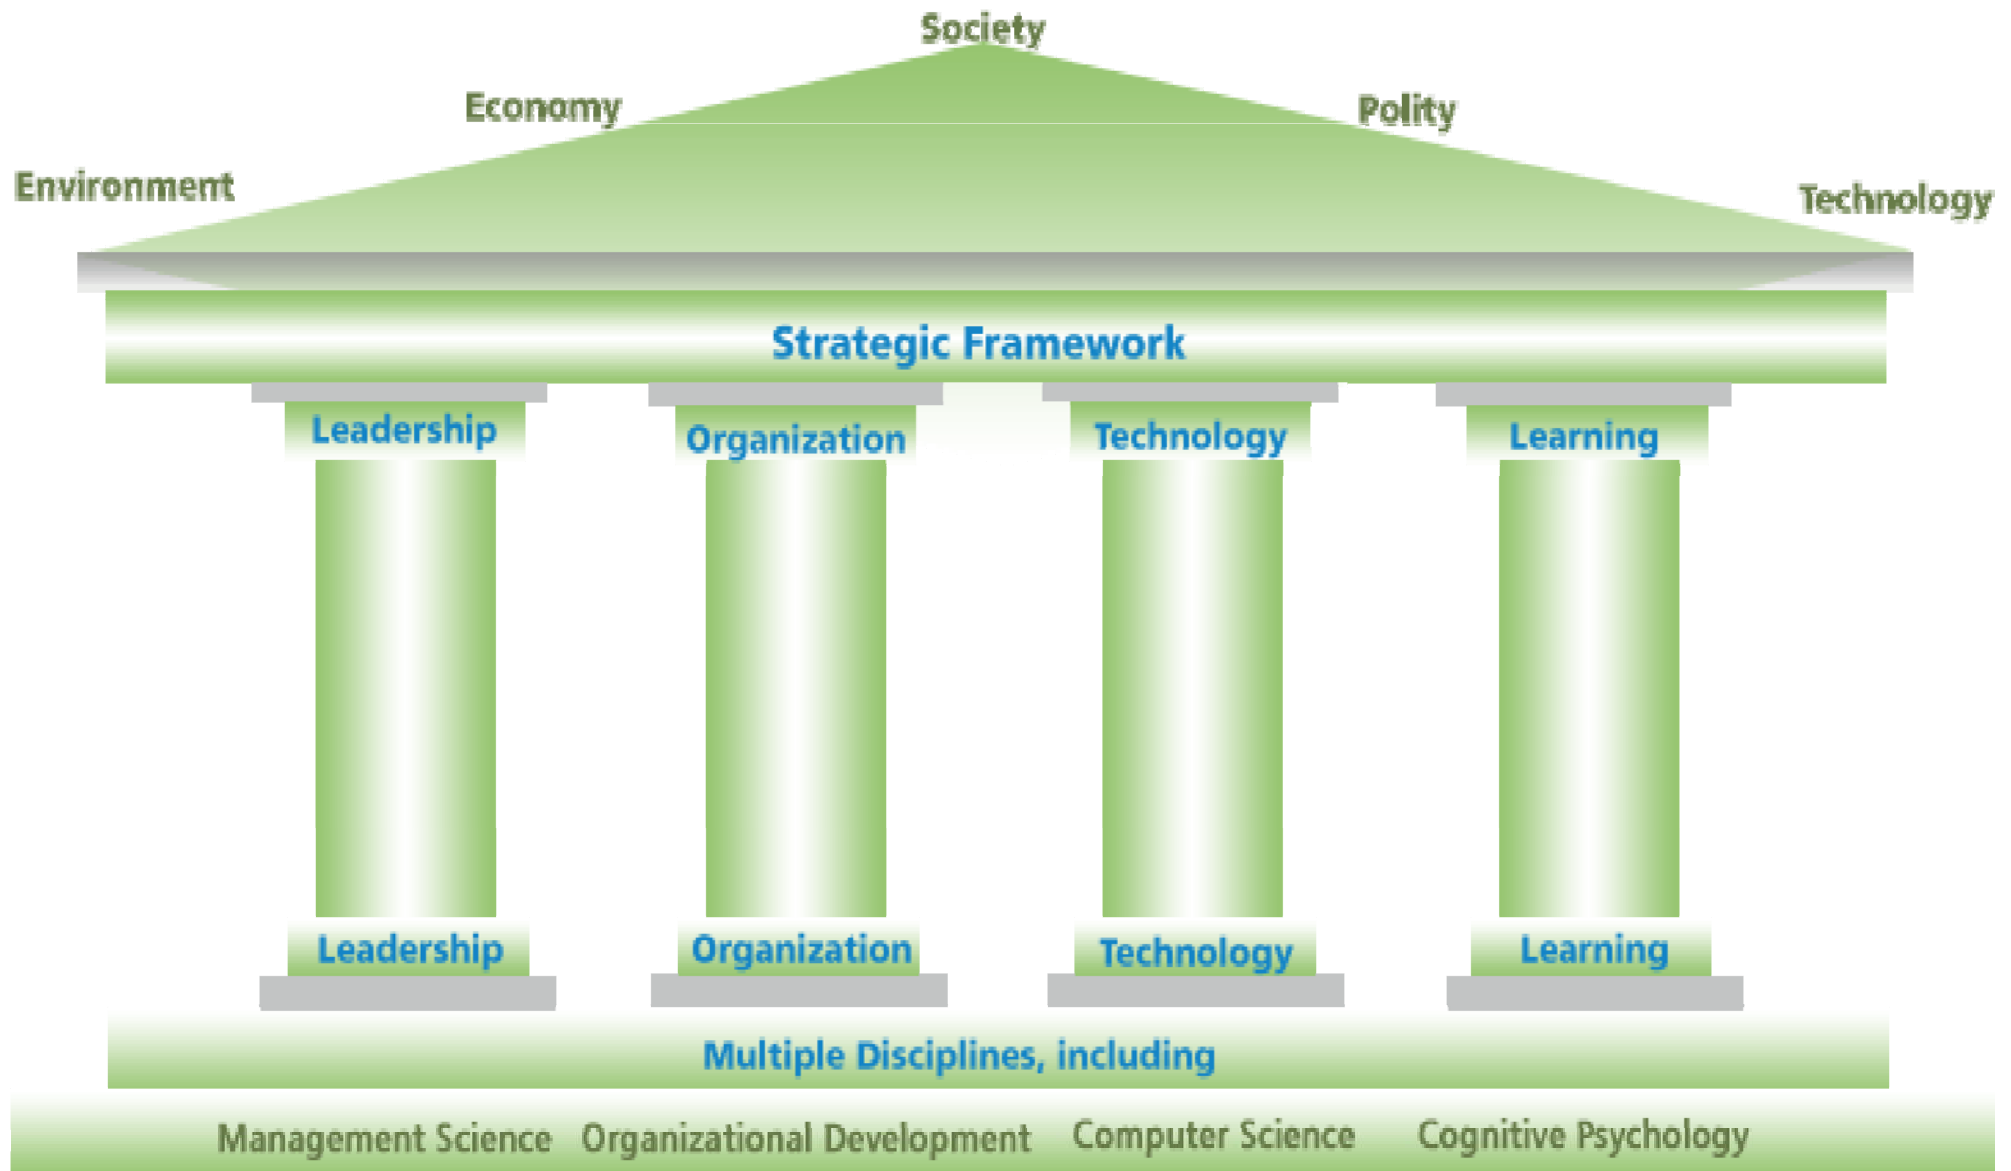 Society
Economy
Polity
Environment
Technology
Strategic Framework
Leadership
Organization
Technology
Learning
Leadership
Organization
Technology
Learning
Multiple Disciplines, including
Management Science
Organizational Development
Computer Science
Cognitive Psychology